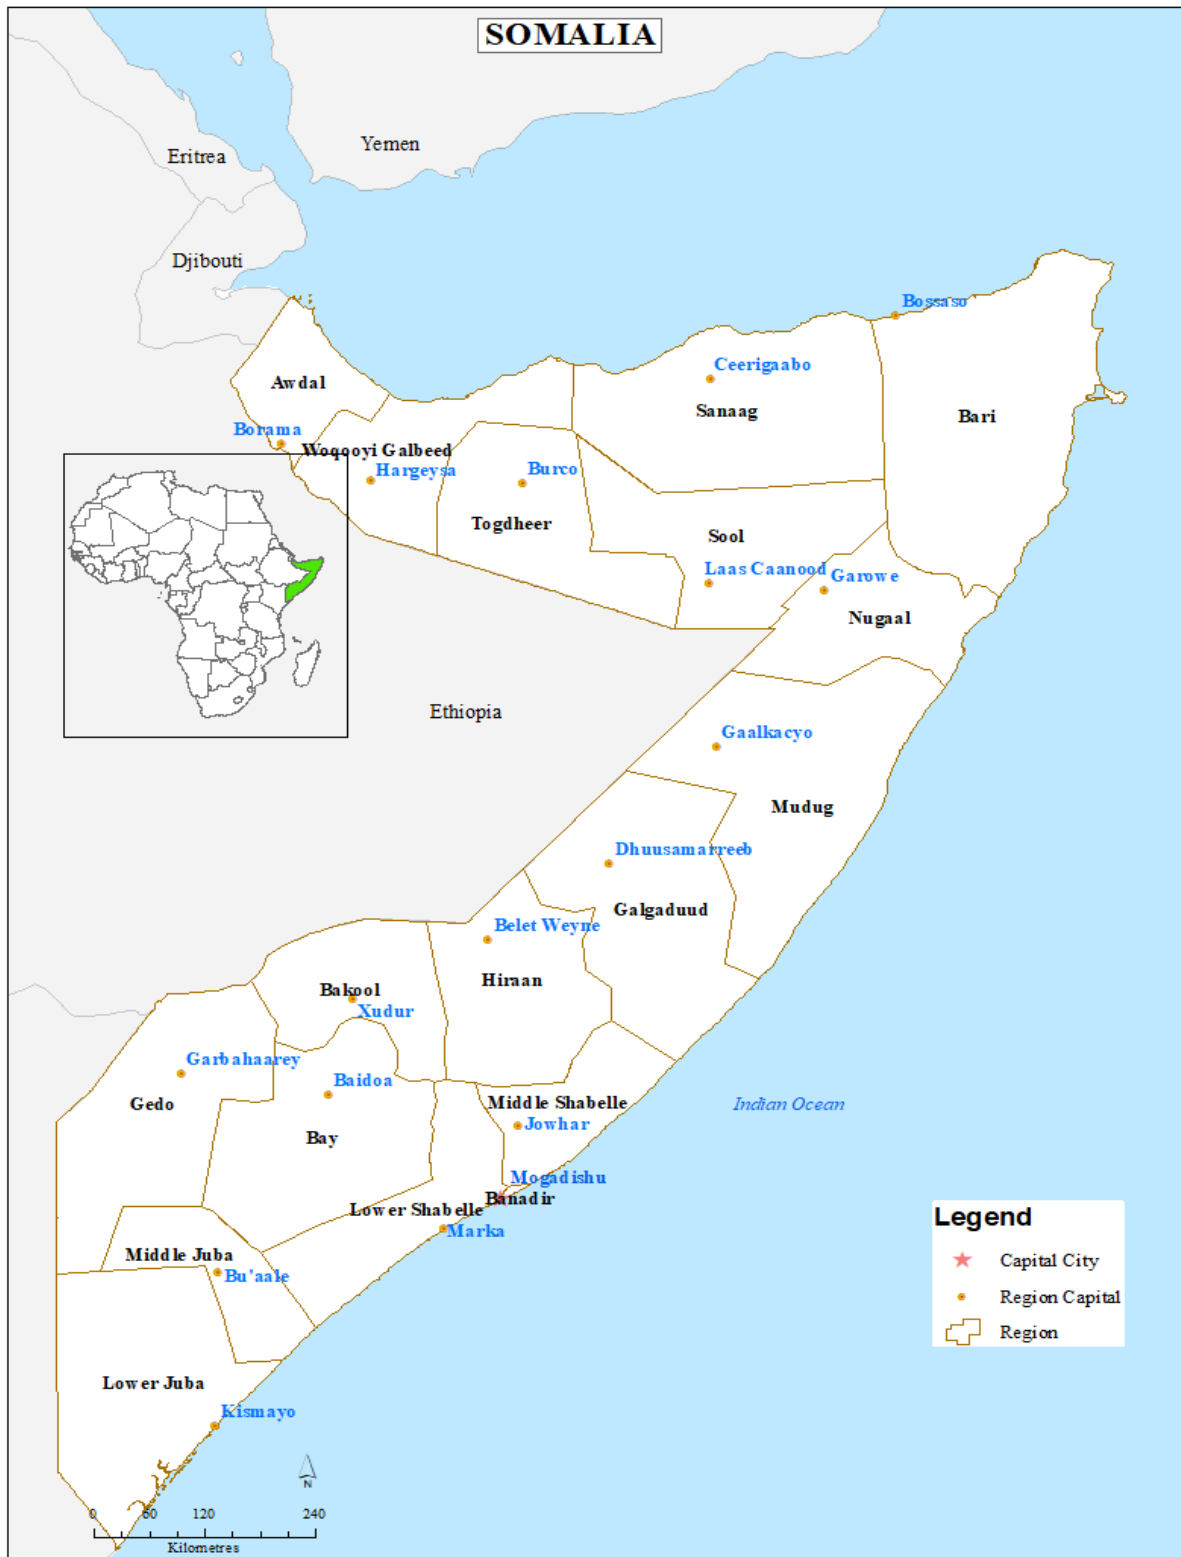 SOMALIA
Yemen
Eritrea
Djibouti
Bossaso
Ceerigaabo
Awdal
Sanaag
Bari
Borama
Woqooyi Galbeed
Hargeysa
Burco
Togdheer
Sool
Laas Caanood
Garowe
Nugaal
Ethiopia
Gaalkacyo
Mudug
Dhuusamarreeb
Galgaduud
Belet Weyne
Hiraan
Bakool
Xudur
Garbahaarey
Baidoa
Gedo
Middle Shabelle
Indian Ocean
Jowhar
Bay
Mogadishu
Banadir
Lower Shabelle
Marka
Middle Juba
Bu'aale
Lower Juba
Kismayo
Legend
Capital City
Region Capital
Region
N
0 60 120 240
Kilometres